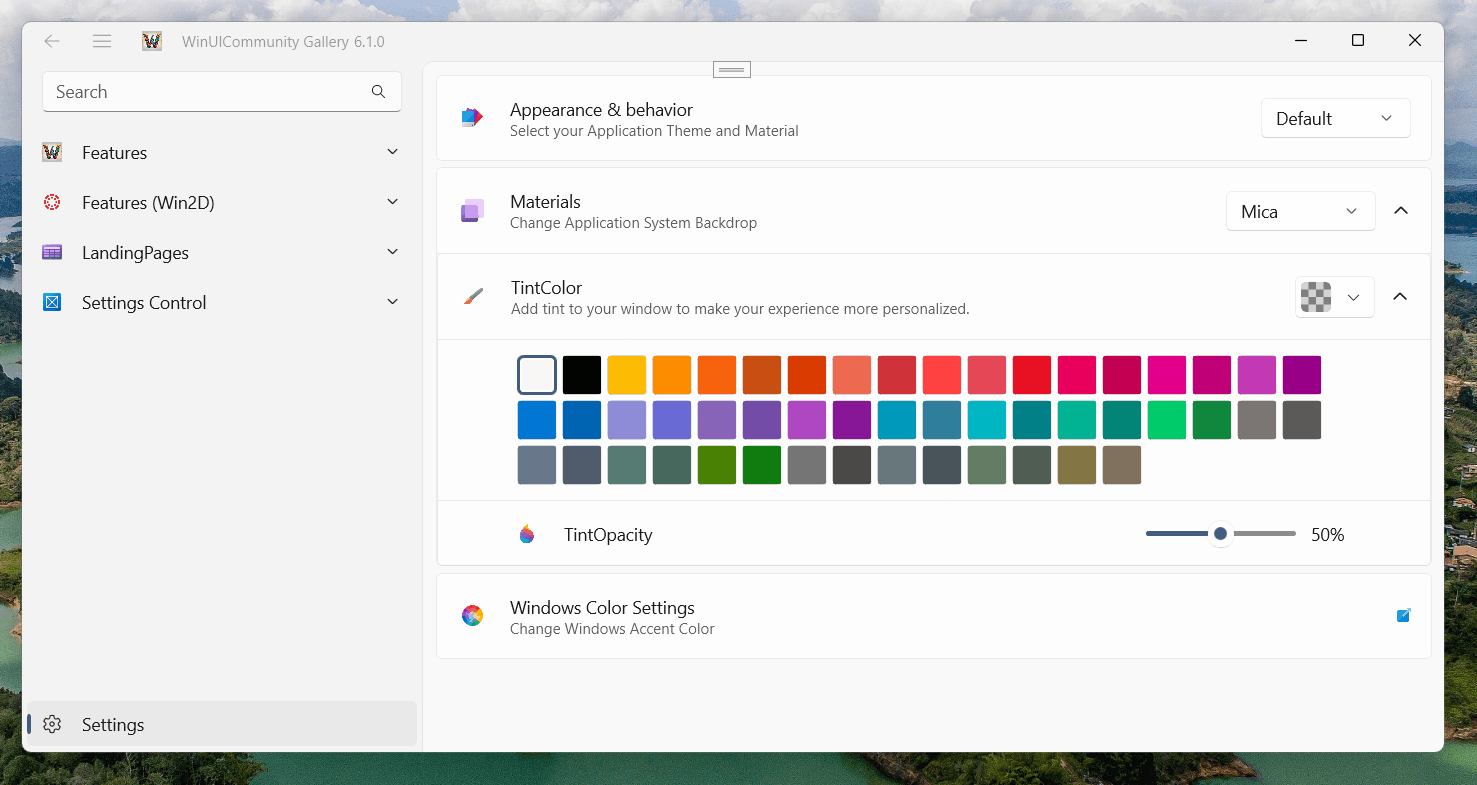 WinUICommunity Gallery 6.1.0
Search
Features
Features (Win2D)
LandingPages
Settings Control
Settings
Appearance & behavior
Select your Application Theme and Material
Default
Materials
Change Application System Backdrop
Mica
TintColor
Add tint to your window to make your experience more personalized.
TintOpacity
50%
Windows Color Settings
Change Windows Accent Color